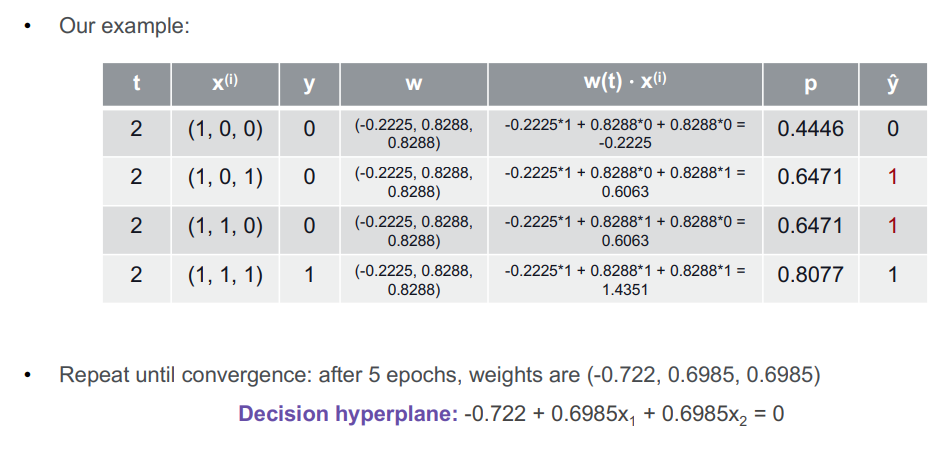 • Our example:
t x⁽ⁱ⁾ y w w(t) · x⁽ⁱ⁾ p ŷ
2 (1, 0, 0) 0 (-0.2225, 0.8288, 0.8288) -0.2225*1 + 0.8288*0 + 0.8288*0 = -0.2225 0.4446 0
2 (1, 0, 1) 0 (-0.2225, 0.8288, 0.8288) -0.2225*1 + 0.8288*0 + 0.8288*1 = 0.6063 0.6471 1
2 (1, 1, 0) 0 (-0.2225, 0.8288, 0.8288) -0.2225*1 + 0.8288*1 + 0.8288*0 = 0.6063 0.6471 1
2 (1, 1, 1) 1 (-0.2225, 0.8288, 0.8288) -0.2225*1 + 0.8288*1 + 0.8288*1 = 1.4351 0.8077 1
• Repeat until convergence: after 5 epochs, weights are (-0.722, 0.6985, 0.6985)
Decision hyperplane: -0.722 + 0.6985x₁ + 0.6985x₂ = 0